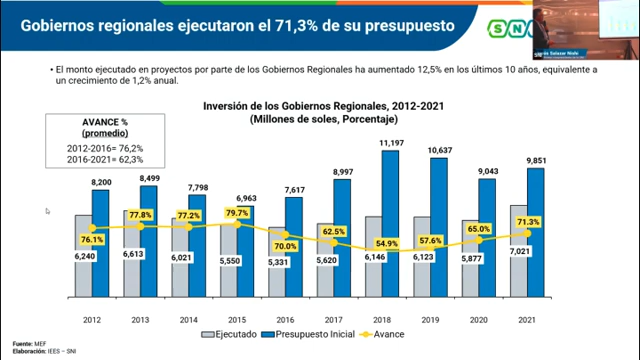 Gobiernos regionales ejecutaron el 71,3% de su presupuesto
SN
• El monto ejecutado en proyectos por parte de los Gobiernos Regionales ha aumentado 12,5% en los últimos 10 años, equivalente a
un crecimiento de 1,2% anual.
Inversión de los Gobiernos Regionales, 2012-2021
(Millones de soles, Porcentaje)
AVANCE %
(promedio)
2012-2016= 76,2%
2016-2021= 62,3%
8,200 8,499 7,798 6,963 7,617 8,997 11,197 10,637 9,043 9,851
76.1% 77.8% 77.2% 79.7% 70.0% 62.5% 54.9% 57.6% 65.0% 71.3%
6,240 6,613 6,021 5,550 5,331 5,620 6,146 6,123 5,877 7,021
2012 2013 2014 2015 2016 2017 2018 2019 2020 2021
Ejecutado Presupuesto Inicial Avance
Fuente: MEF
Elaboración: IEES – SNI